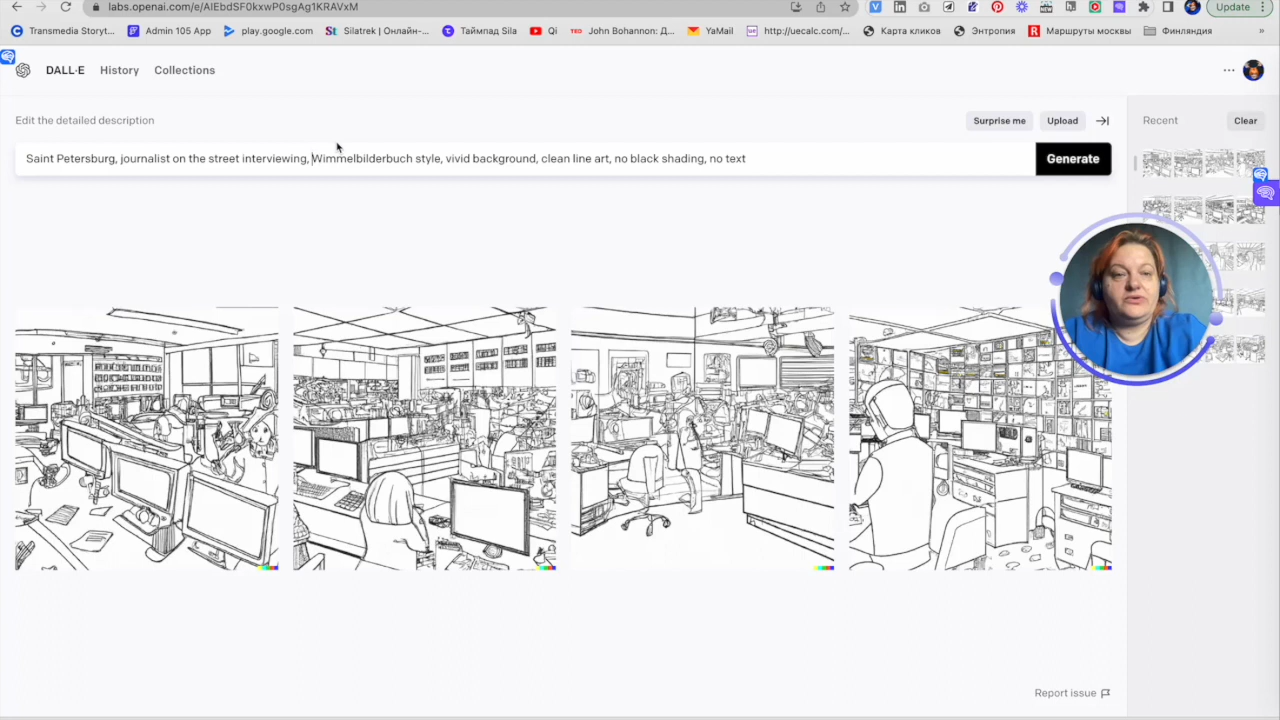 labs.openai.com/e/AIEbdSF0kxwP0sgAg1KRAVxM
Update
Transmedia Storyt...
Admin 105 App
play.google.com
Silatrek | Онлайн-...
Таймпад Sila
Qi
TED
John Bohannon: Д...
YaMail
http://uecalc.com/...
Карта кликов
Энтропия
Маршруты москвы
Финляндия
»
DALL·E
History
Collections
Edit the detailed description
Surprise me
Upload
Recent
Clear
Saint Petersburg, journalist on the street interviewing, Wimmelbilderbuch style, vivid background, clean line art, no black shading, no text
Generate
Report issue